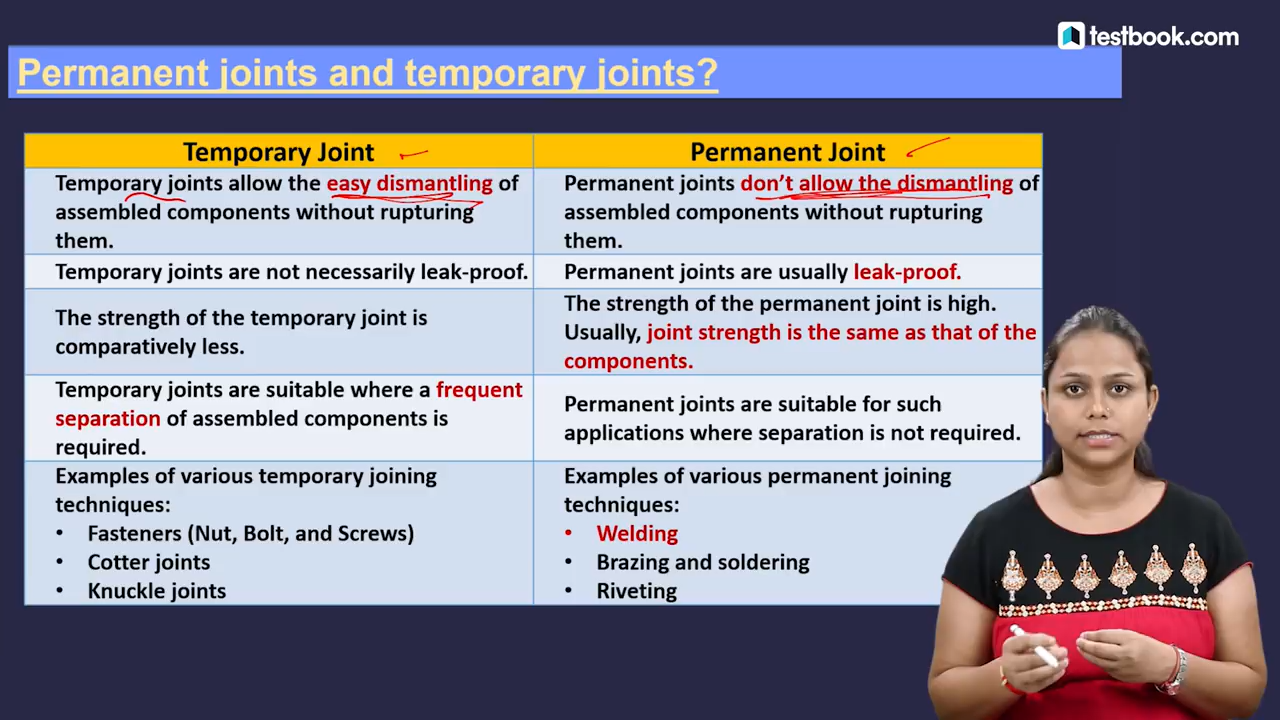 testbook.com
Permanent joints and temporary joints?
Temporary Joint
Permanent Joint
Temporary joints allow the easy dismantling of
assembled components without rupturing
them.
Permanent joints don't allow the dismantling of
assembled components without rupturing
them.
Temporary joints are not necessarily leak-proof.
Permanent joints are usually leak-proof.
The strength of the temporary joint is
comparatively less.
The strength of the permanent joint is high.
Usually, joint strength is the same as that of the
components.
Temporary joints are suitable where a frequent
separation of assembled components is
required.
Permanent joints are suitable for such
applications where separation is not required.
Examples of various temporary joining
techniques:
• Fasteners (Nut, Bolt, and Screws)
• Cotter joints
• Knuckle joints
Examples of various permanent joining
techniques:
• Welding
• Brazing and soldering
• Riveting